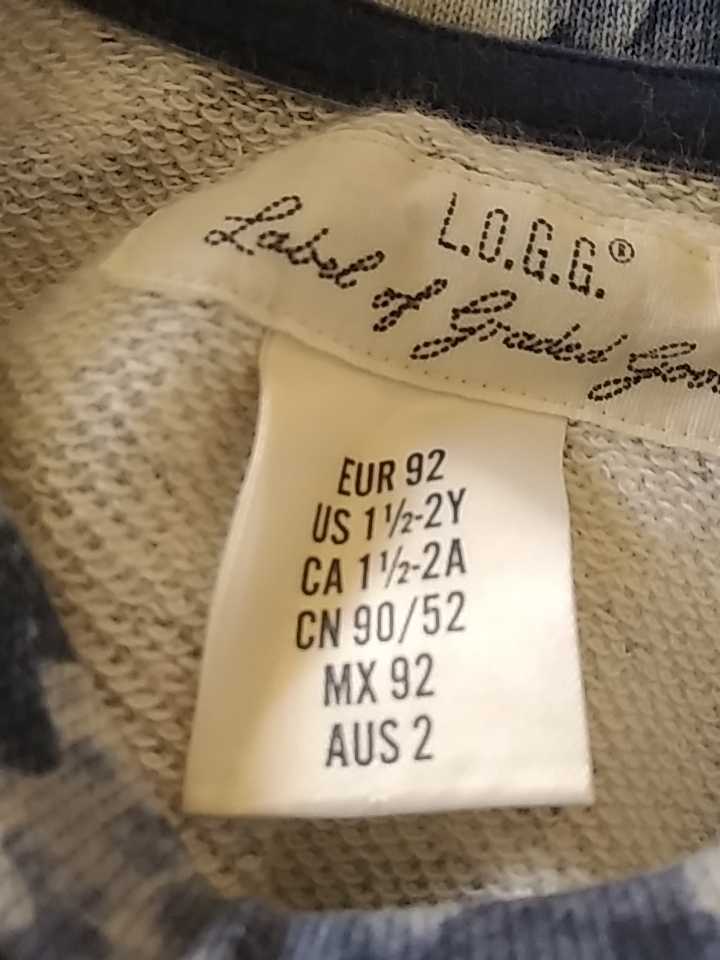 L.O.G.G.®
Label of Graded
EUR 92
US 1½-2Y
CA 1½-2A
CN 90/52
MX 92
AUS 2